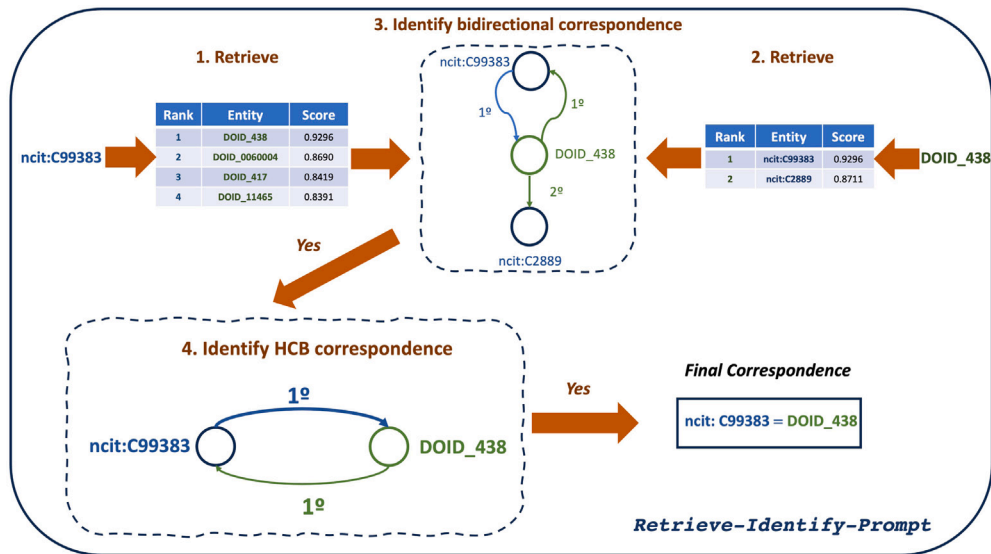 3. Identify bidirectional correspondence
1. Retrieve
2. Retrieve
ncit:C99383
Rank Entity Score
1 DOID_438 0.9296
2 DOID_0060004 0.8690
3 DOID_417 0.8419
4 DOID_11465 0.8391
ncit:C99383
1º
1º
DOID_438
2º
ncit:C2889
Rank Entity Score
1 ncit:C99383 0.9296
2 ncit:C2889 0.8711
DOID_438
Yes
4. Identify HCB correspondence
1º
ncit:C99383
DOID_438
1º
Yes
Final Correspondence
ncit: C99383 = DOID_438
Retrieve-Identify-Prompt